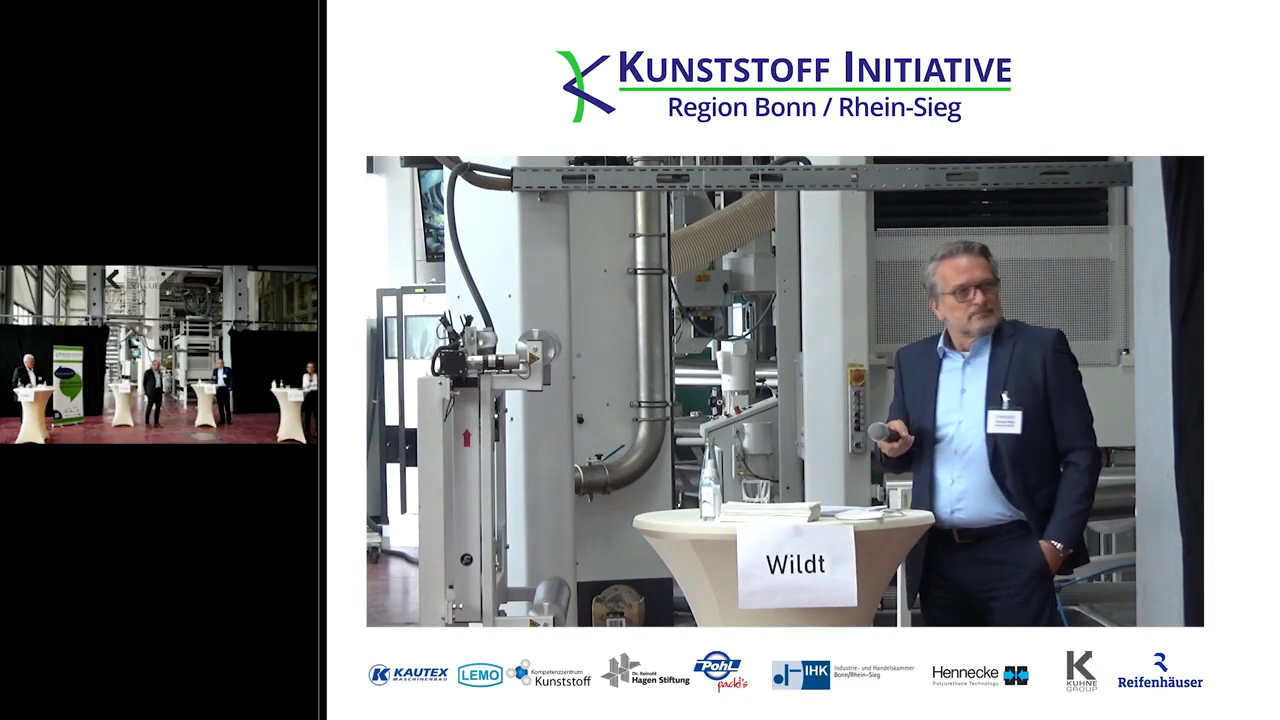 KUNSTSTOFF INITIATIVE
Region Bonn / Rhein-Sieg
Wildt
KAUTEX
MASCHINENBAU
LEMO
Kompetenzzentrum
Kunststoff
Dr. Reinold
Hagen Stiftung
POHL
packt's
IHK
Industrie- und Handelskammer
Bonn/Rhein-Sieg
Hennecke
Polyurethane Technology
KUHNE
GROUP
Reifenhäuser